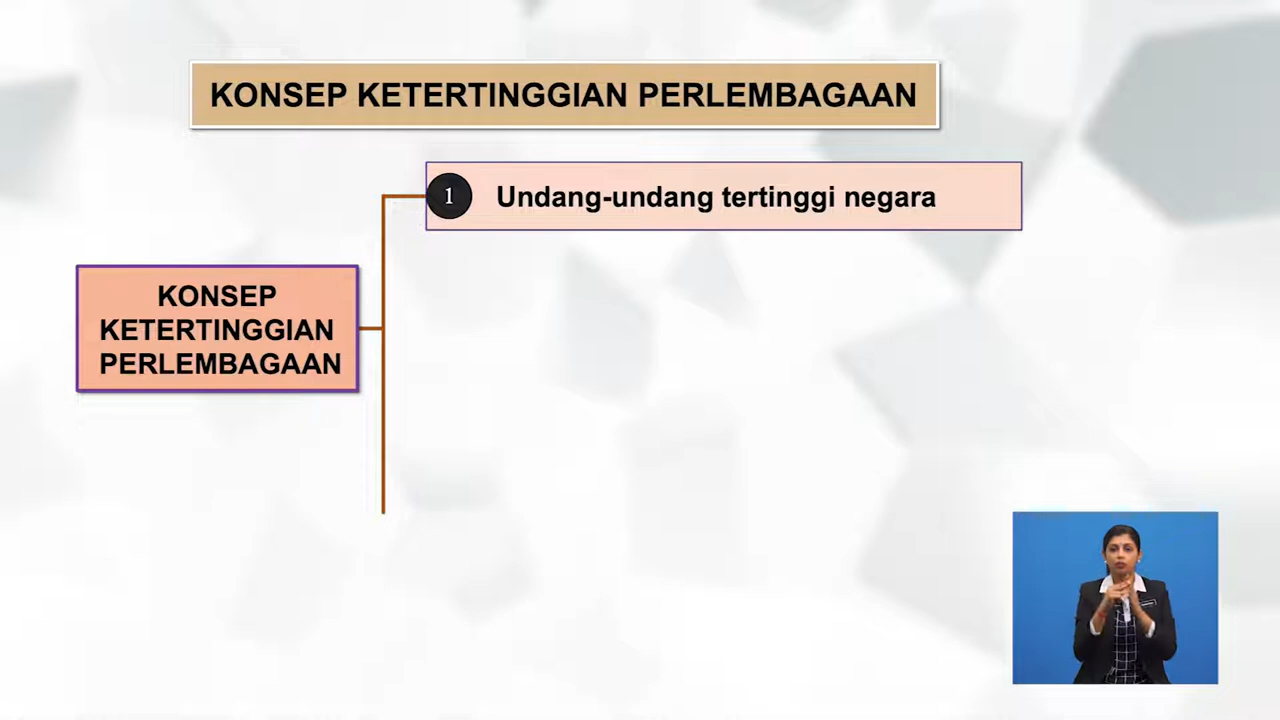 KONSEP KETERTINGGIAN PERLEMBAGAAN
1 Undang-undang tertinggi negara
KONSEP
KETERTINGGIAN
PERLEMBAGAAN